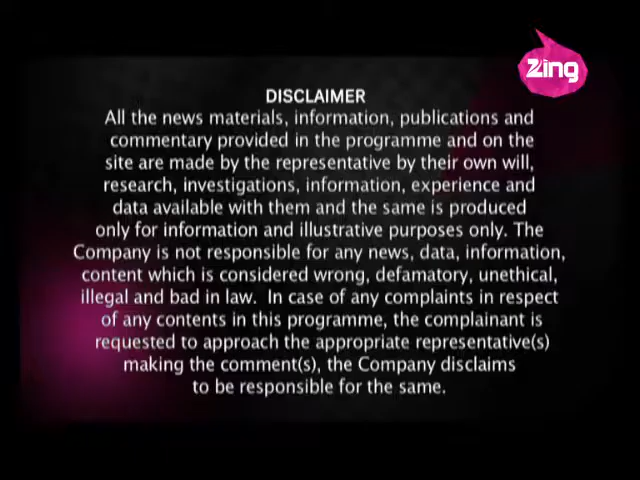 Zing
DISCLAIMER
All the news materials, information, publications and
commentary provided in the programme and on the
site are made by the representative by their own will,
research, investigations, information, experience and
data available with them and the same is produced
only for information and illustrative purposes only. The
Company is not responsible for any news, data, information,
content which is considered wrong, defamatory, unethical,
illegal and bad in law. In case of any complaints in respect
of any contents in this programme, the complainant is
requested to approach the appropriate representative(s)
making the comment(s), the Company disclaims
to be responsible for the same.